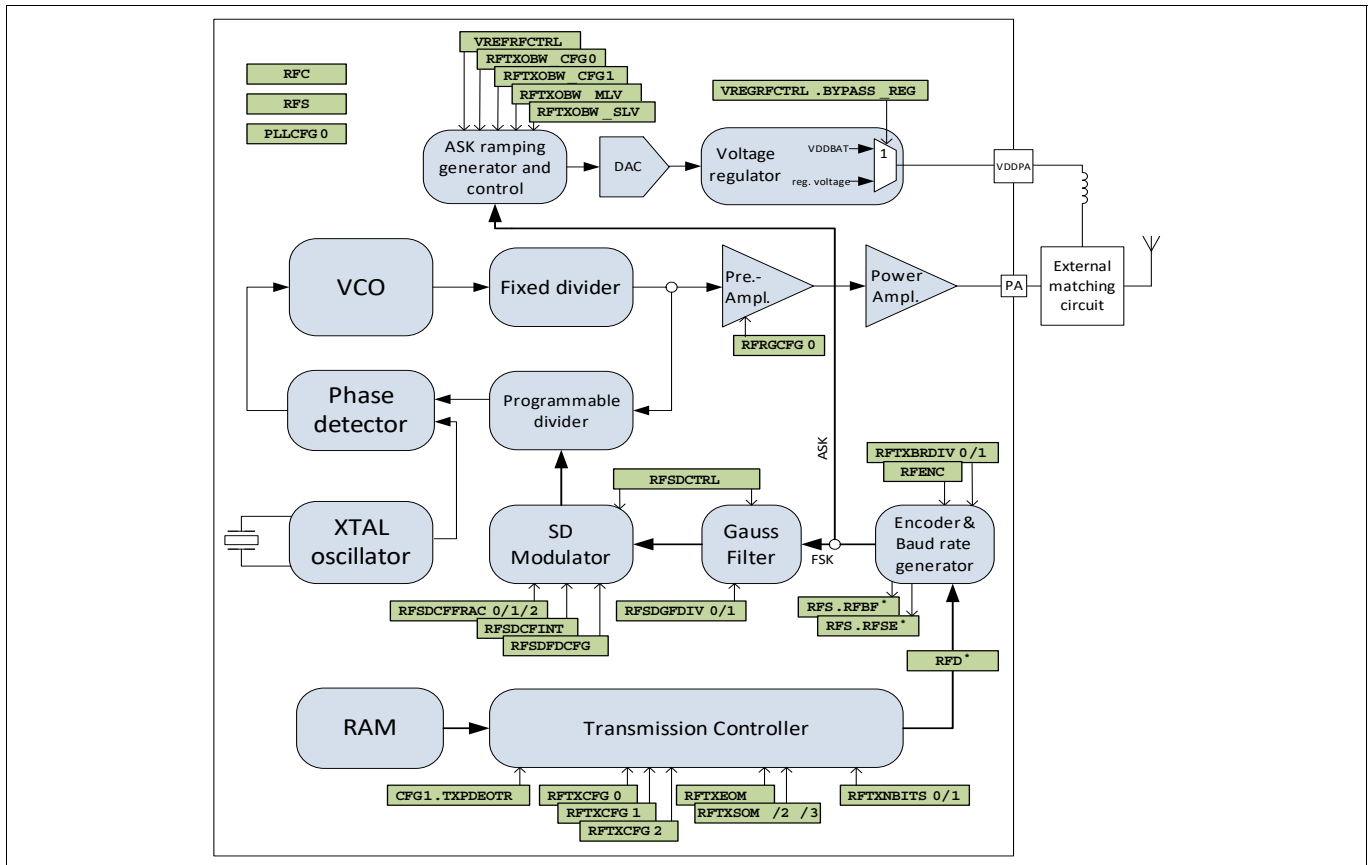 VREFRFCTRL
RFTXOBW_CFG0
RFTXOBW_CFG1
RFTXOBW MLV
RFTXOBW_SLV
RFC
RFS
PLLCFG0
VREGRFCTRL.BYPASS_REG
ASK ramping
generator and
control
DAC
Voltage
regulator
VDDBAT
reg. voltage
1
VDDPA
VCO
Fixed divider
Pre.-
Ampl.
Power
Ampl.
PA
External
matching
circuit
RFRGCFG0
Phase
detector
Programmable
divider
ASK
RFTXBRDIV 0/1
RFENC
RFSDCTRL
XTAL
oscillator
SD
Modulator
Gauss
Filter
FSK
Encoder &
Baud rate
generator
RFSDCFFRAC 0/1/2
RFSDCFINT
RFSDFDCFG
RFSDGFDIV 0/1
RFS.RFBF*
RFS.RFSE*
RFD*
RAM
Transmission Controller
CFG1.TXPDEOTR
RFTXCFG0
RFTXCFG1
RFTXCFG2
RFTXEOM
RFTXSOM /2 /3
RFTXNBITS 0/1